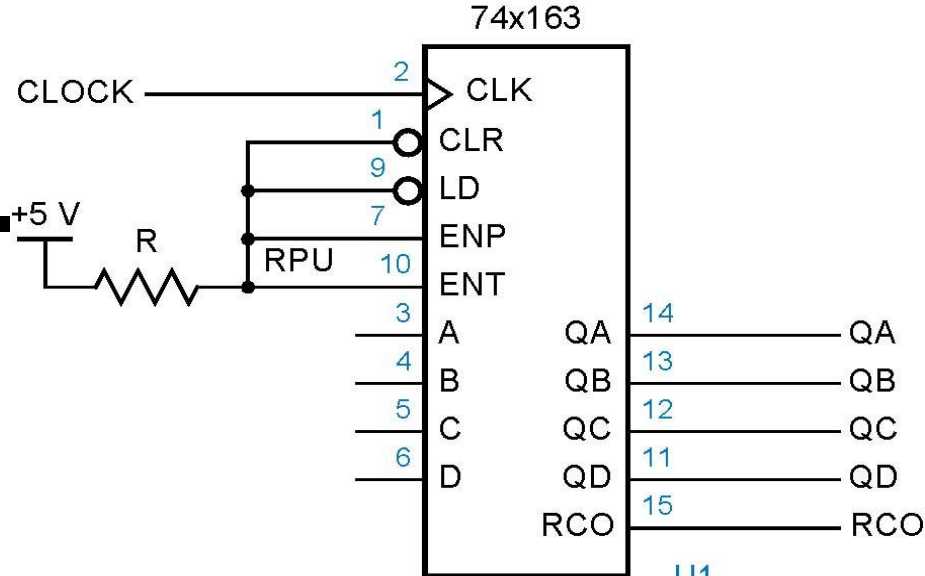 74x163
CLOCK
2
CLK
1
CLR
9
LD
+5 V
R
7
ENP
RPU
10
ENT
3
A
QA
14
QA
4
B
QB
13
QB
5
C
QC
12
QC
6
D
QD
11
QD
RCO
15
RCO
U1